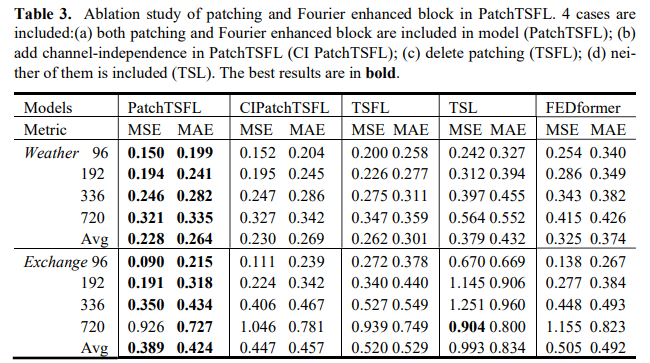 Table 3. Ablation study of patching and Fourier enhanced block in PatchTSFL. 4 cases are
included:(a) both patching and Fourier enhanced block are included in model (PatchTSFL); (b)
add channel-independence in PatchTSFL (CI PatchTSFL); (c) delete patching (TSFL); (d) nei-
ther of them is included (TSL). The best results are in bold.
Models PatchTSFL CIPatchTSFL TSFL TSL FEDformer
Metric MSE MAE MSE MAE MSE MAE MSE MAE MSE MAE
Weather 96 0.150 0.199 0.152 0.204 0.200 0.258 0.242 0.327 0.254 0.340
192 0.194 0.241 0.195 0.245 0.226 0.277 0.312 0.394 0.286 0.349
336 0.246 0.282 0.247 0.286 0.275 0.311 0.397 0.455 0.343 0.382
720 0.321 0.335 0.327 0.342 0.347 0.359 0.564 0.552 0.415 0.426
Avg 0.228 0.264 0.230 0.269 0.262 0.301 0.379 0.432 0.325 0.374
Exchange 96 0.090 0.215 0.111 0.239 0.272 0.378 0.670 0.669 0.138 0.267
192 0.191 0.318 0.224 0.342 0.340 0.440 1.145 0.906 0.277 0.384
336 0.350 0.434 0.406 0.467 0.527 0.549 1.251 0.960 0.448 0.493
720 0.926 0.727 1.046 0.781 0.939 0.749 0.904 0.800 1.155 0.823
Avg 0.389 0.424 0.447 0.457 0.520 0.529 0.993 0.834 0.505 0.492